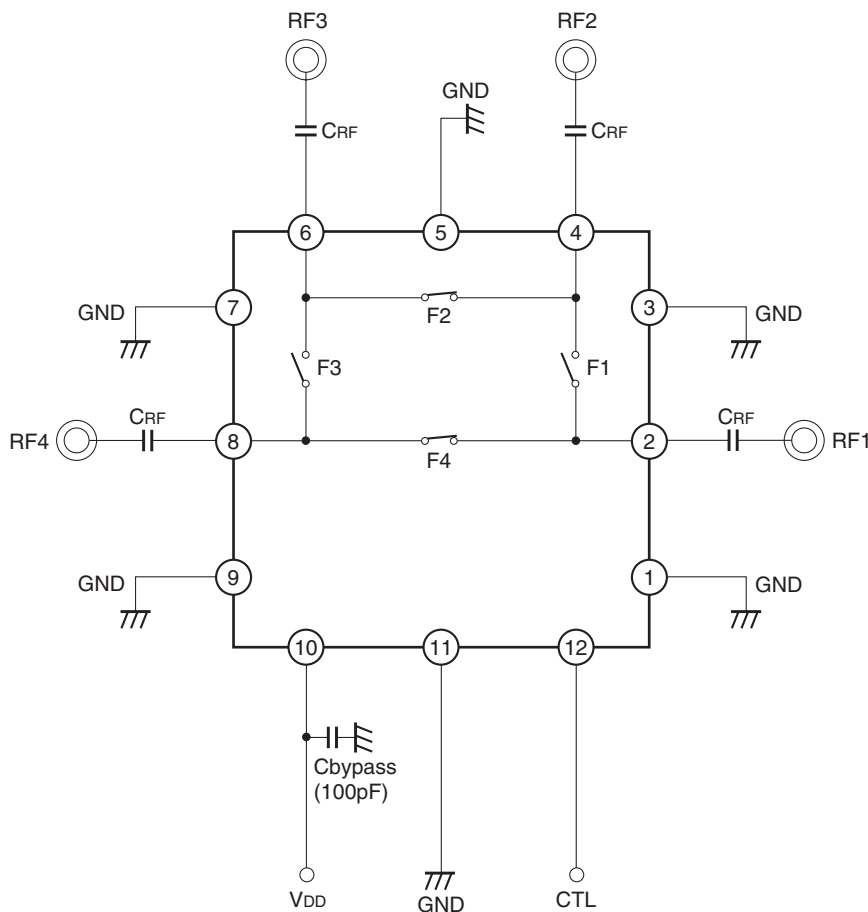 RF3
RF2
GND
CRF
CRF
6
5
4
7
3
GND
GND
F2
F3
F1
CRF
CRF
RF4
8
2
RF1
F4
9
1
GND
GND
10
11
12
Cbypass
(100pF)
VDD
GND
CTL